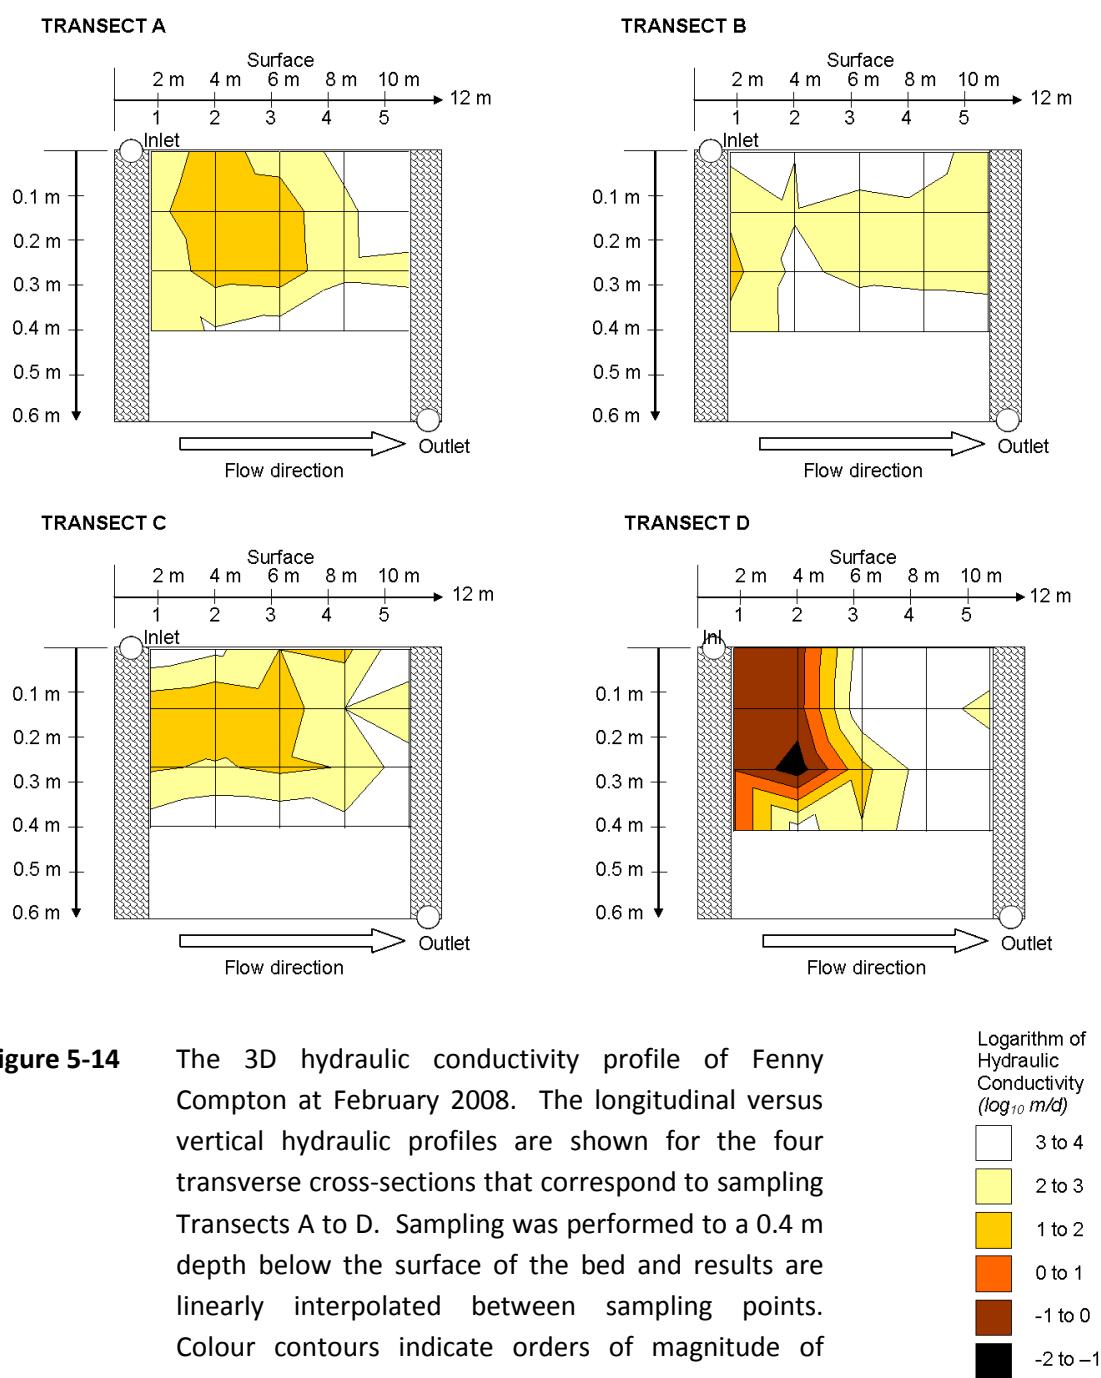 TRANSECT A
Surface
2 m 4 m 6 m 8 m 10 m
12 m
1 2 3 4 5
Inlet
0.1 m
0.2 m
0.3 m
0.4 m
0.5 m
0.6 m
Outlet
Flow direction
TRANSECT B
Surface
2 m 4 m 6 m 8 m 10 m
12 m
1 2 3 4 5
Inlet
0.1 m
0.2 m
0.3 m
0.4 m
0.5 m
0.6 m
Outlet
Flow direction
TRANSECT C
Surface
2 m 4 m 6 m 8 m 10 m
12 m
1 2 3 4 5
Inlet
0.1 m
0.2 m
0.3 m
0.4 m
0.5 m
0.6 m
Outlet
Flow direction
TRANSECT D
Surface
2 m 4 m 6 m 8 m 10 m
12 m
1 2 3 4 5
Inl
0.1 m
0.2 m
0.3 m
0.4 m
0.5 m
0.6 m
Outlet
Flow direction
igure 5-14 The 3D hydraulic conductivity profile of Fenny
Compton at February 2008. The longitudinal versus
vertical hydraulic profiles are shown for the four
transverse cross-sections that correspond to sampling
Transects A to D. Sampling was performed to a 0.4 m
depth below the surface of the bed and results are
linearly interpolated between sampling points.
Colour contours indicate orders of magnitude of
Logarithm of
Hydraulic
Conductivity
(log₁₀ m/d)
3 to 4
2 to 3
1 to 2
0 to 1
-1 to 0
-2 to –1